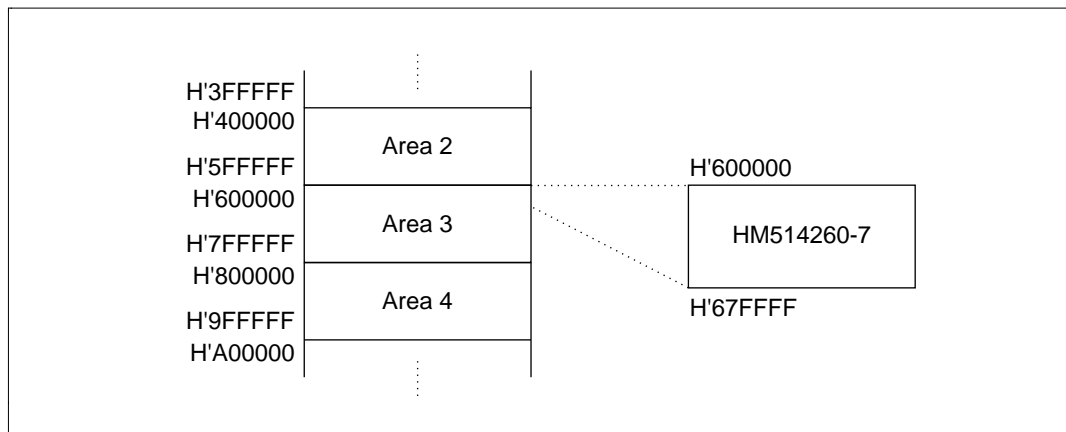 H'3FFFFF
H'400000
Area 2
H'5FFFFF
H'600000
Area 3
H'7FFFFF
H'800000
Area 4
H'9FFFFF
H'A00000
H'600000
HM514260-7
H'67FFFF